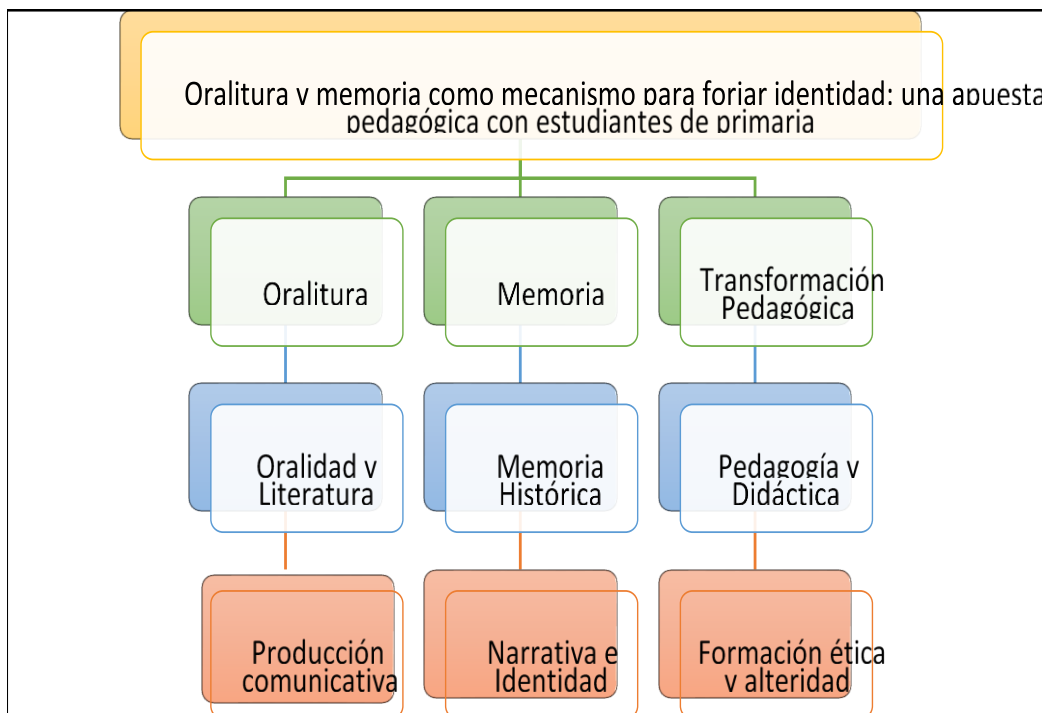 Oralitura y memoria como mecanismo para forjar identidad: una apuesta
pedagógica con estudiantes de primaria
Oralitura
Memoria
Transformación
Pedagógica
Oralidad y
Literatura
Memoria
Histórica
Pedagogía y
Didáctica
Producción
comunicativa
Narrativa e
Identidad
Formación ética
y alteridad